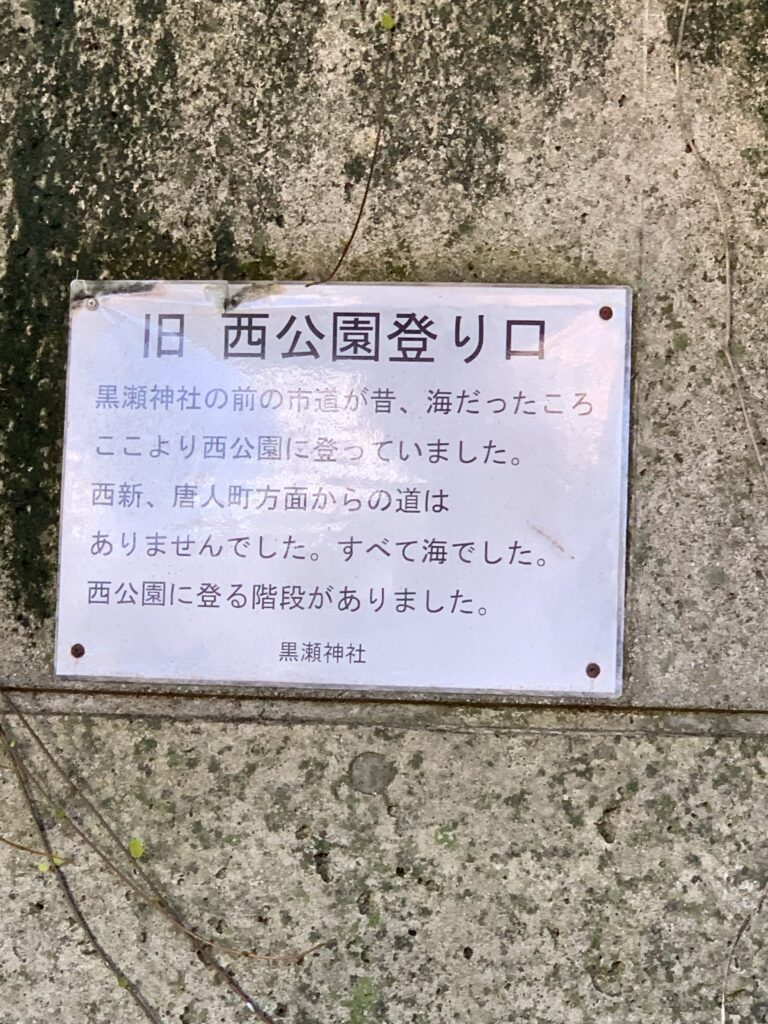 旧 西公園登り口
黒瀬神社の前の市道が昔、海だったころ
ここより西公園に登っていました。
西新、唐人町方面からの道は
ありませんでした。すべて海でした。
西公園に登る階段がありました。
黒瀬神社